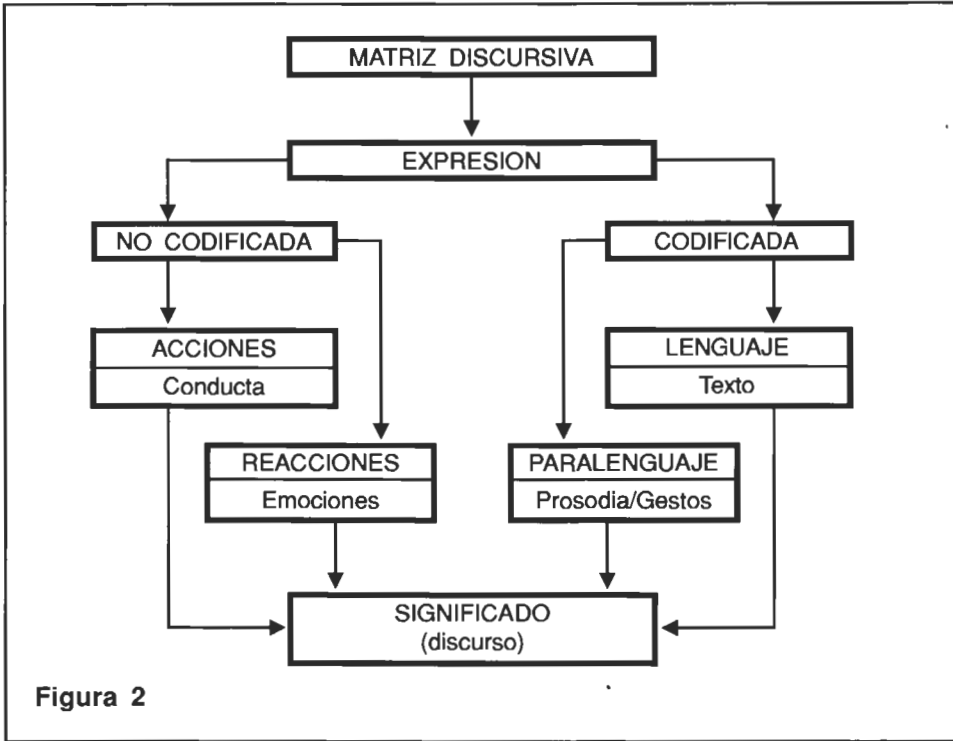 MATRIZ DISCURSIVA
EXPRESION
NO CODIFICADA
CODIFICADA
ACCIONES
Conducta
LENGUAJE
Texto
REACCIONES
Emociones
PARALENGUAJE
Prosodia/Gestos
SIGNIFICADO
(discurso)
Figura 2